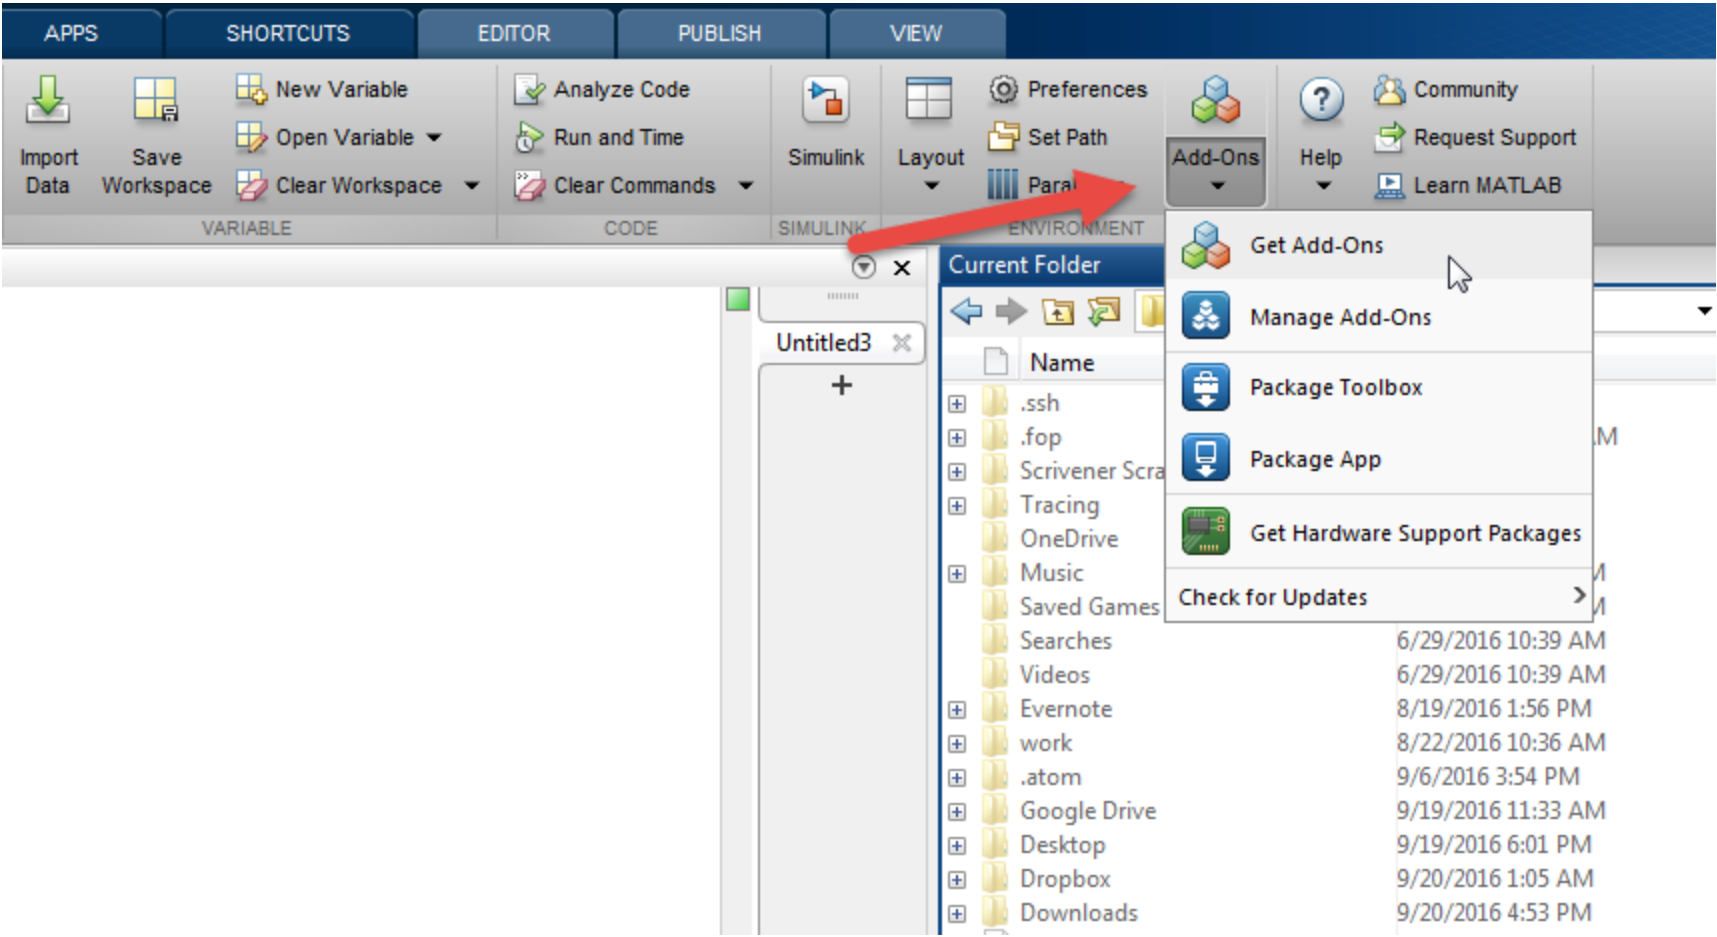 APPS
SHORTCUTS
EDITOR
PUBLISH
VIEW
Import
Data
Save
Workspace
New Variable
Open Variable
Clear Workspace
VARIABLE
Analyze Code
Run and Time
Clear Commands
CODE
Simulink
SIMULINK
Layout
Preferences
Set Path
ENVIRONMENT
Add-Ons
Help
Community
Request Support
Learn MATLAB
Get Add-Ons
Manage Add-Ons
Package Toolbox
Package App
Get Hardware Support Packages
Check for Updates
Untitled3
Current Folder
Name
.ssh
.fop
Scrivener Scra
Tracing
OneDrive
Music
Saved Games
Searches 6/29/2016 10:39 AM
Videos 6/29/2016 10:39 AM
Evernote 8/19/2016 1:56 PM
work 8/22/2016 10:36 AM
.atom 9/6/2016 3:54 PM
Google Drive 9/19/2016 11:33 AM
Desktop 9/19/2016 6:01 PM
Dropbox 9/20/2016 1:05 AM
Downloads 9/20/2016 4:53 PM